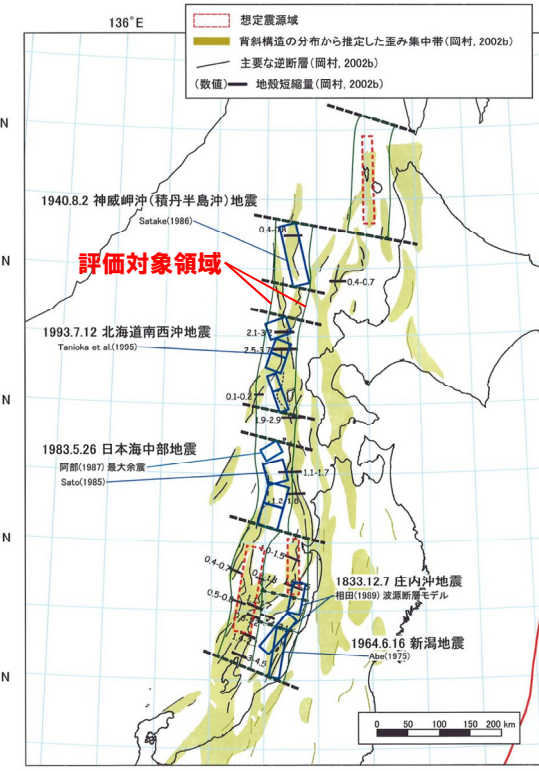 136°E
想定震源域
背斜構造の分布から推定した歪み集中帯(岡村, 2002b)
主要な逆断層(岡村, 2002b)
(数値) 地殻短縮量(岡村, 2002b)
N
1940.8.2 神威岬沖(積丹半島沖)地震
Satake(1986)
N
評価対象領域
0.4-0.7
1993.7.12 北海道南西沖地震
Tanioka et al.(1995)
0.1-0.2
N
1.9-2.9
1983.5.26 日本海中部地震
阿部(1987) 最大余震
Sato(1985)
1.1-1.7
N
0.4-0.7
1833.12.7 庄内沖地震
相田(1989) 波源断層モデル
1964.6.16 新潟地震
Abe(1975)
N
0 50 100 150 200 km